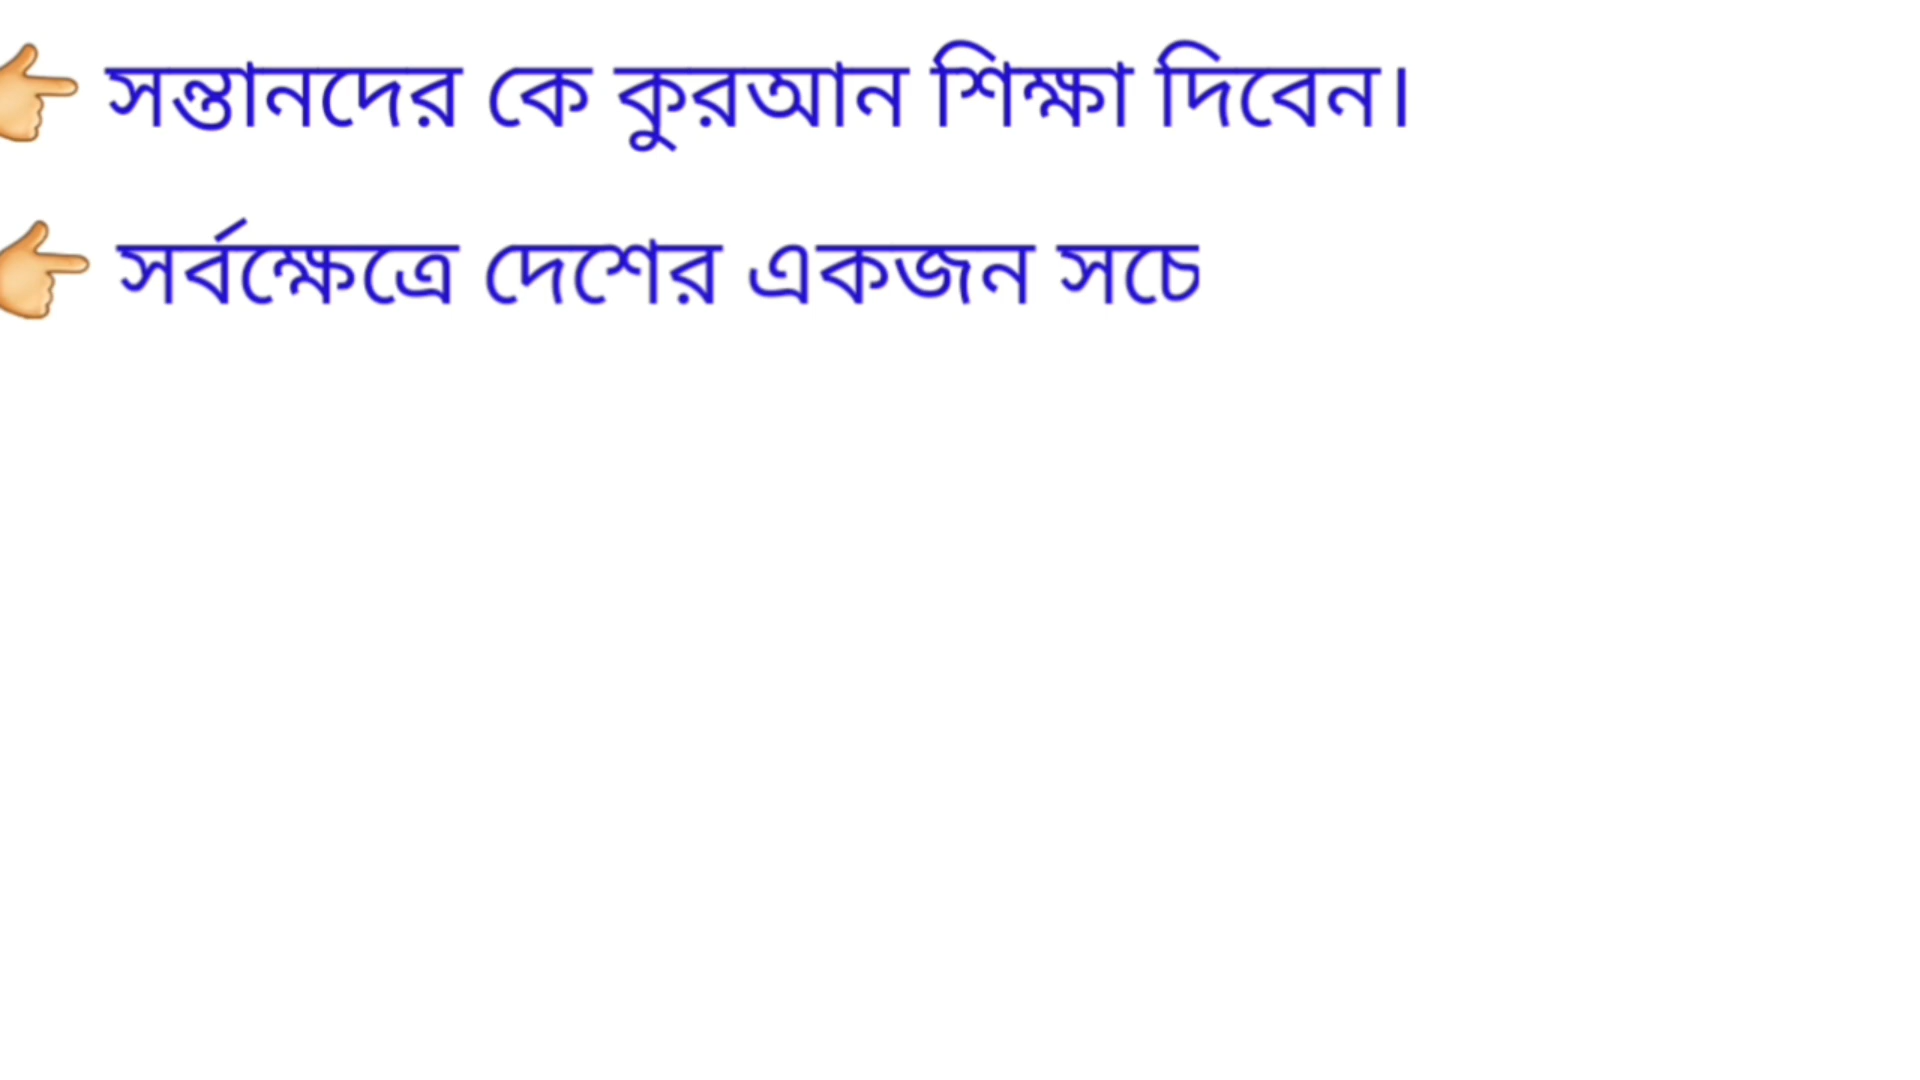 👉 সন্তানদের কে কুরআন শিক্ষা দিবেন।
👉 সর্বক্ষেত্রে দেশের একজন সচে